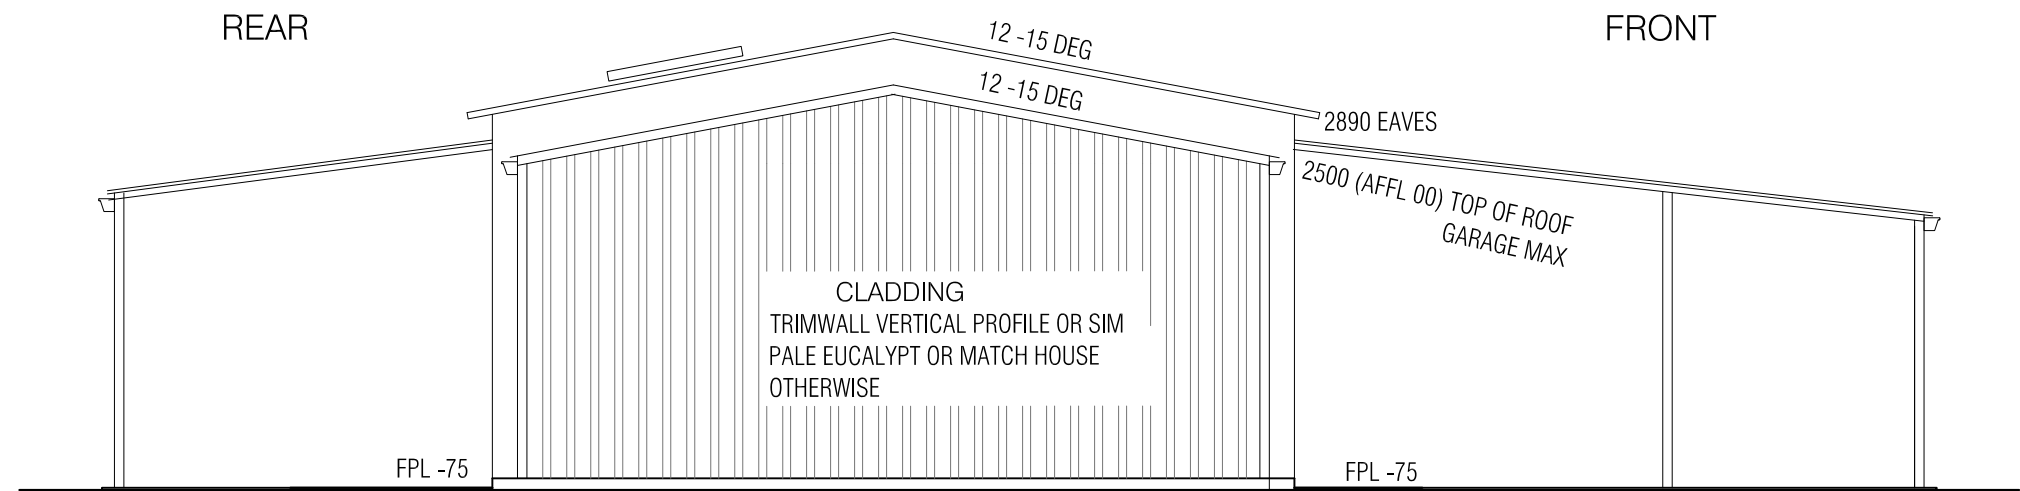 REAR
FRONT
12 -15 DEG
12 -15 DEG
2890 EAVES
2500 (AFFL 00) TOP OF ROOF
GARAGE MAX
CLADDING
TRIMWALL VERTICAL PROFILE OR SIM
PALE EUCALYPT OR MATCH HOUSE
OTHERWISE
FPL -75
FPL -75